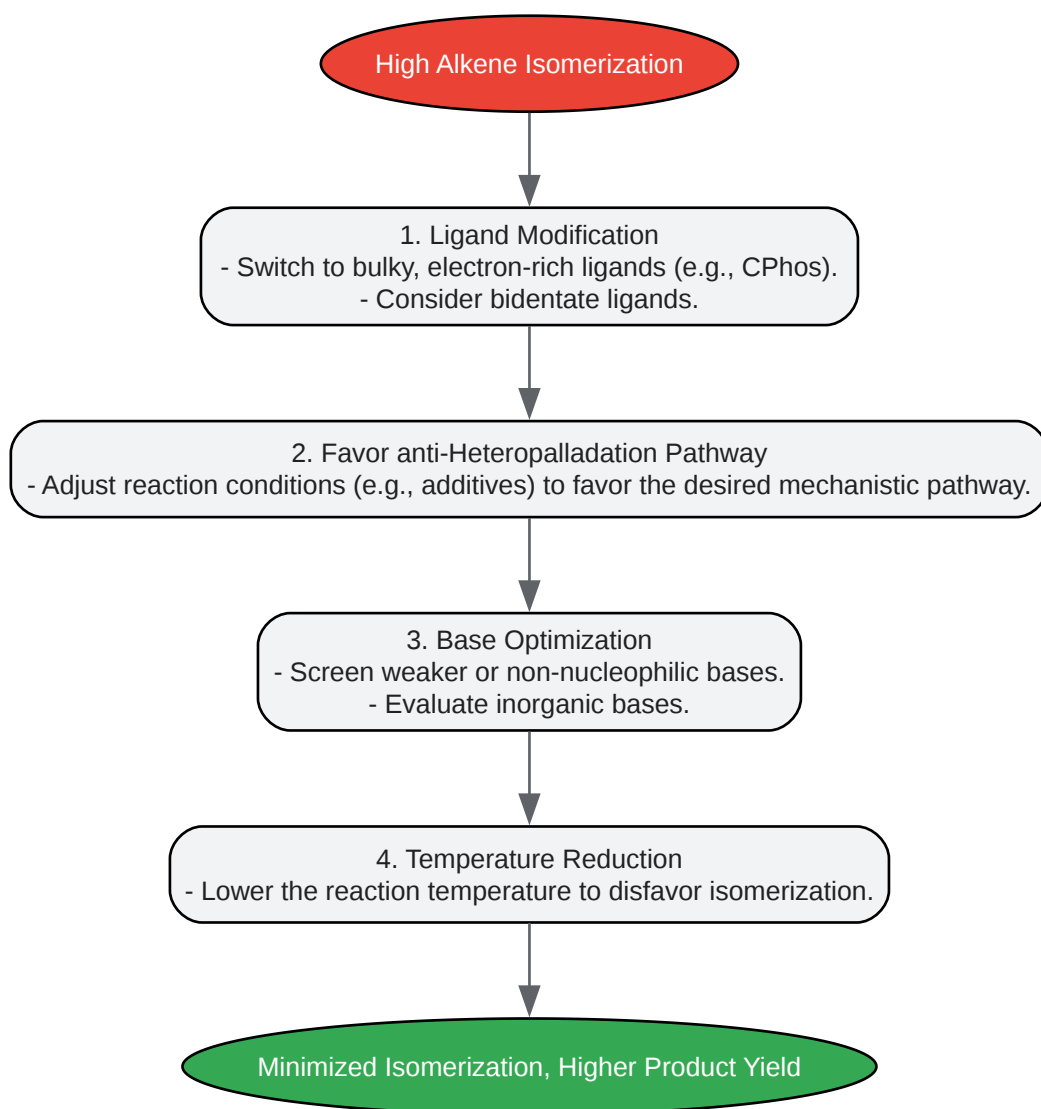 High Alkene Isomerization
1. Ligand Modification
- Switch to bulky, electron-rich ligands (e.g., CPhos).
- Consider bidentate ligands.
2. Favor anti-Heteropalladation Pathway
- Adjust reaction conditions (e.g., additives) to favor the desired mechanistic pathway.
3. Base Optimization
- Screen weaker or non-nucleophilic bases.
- Evaluate inorganic bases.
4. Temperature Reduction
- Lower the reaction temperature to disfavor isomerization.
Minimized Isomerization, Higher Product Yield